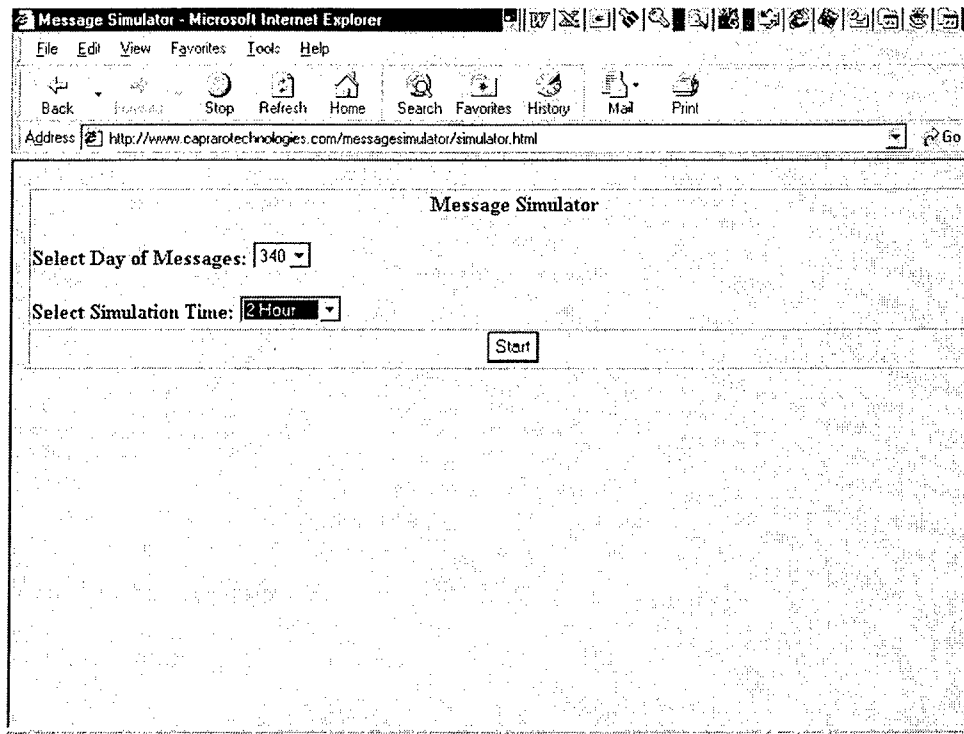 Message Simulator - Microsoft Internet Explorer
File Edit View Favorites Tools Help
Back Forward Stop Refresh Home Search Favorites History Mail Print
Address http://www.caprarotechnologies.com/messagesimulator/simulator.html Go
Message Simulator
Select Day of Messages: 340
Select Simulation Time: 2 Hour
Start